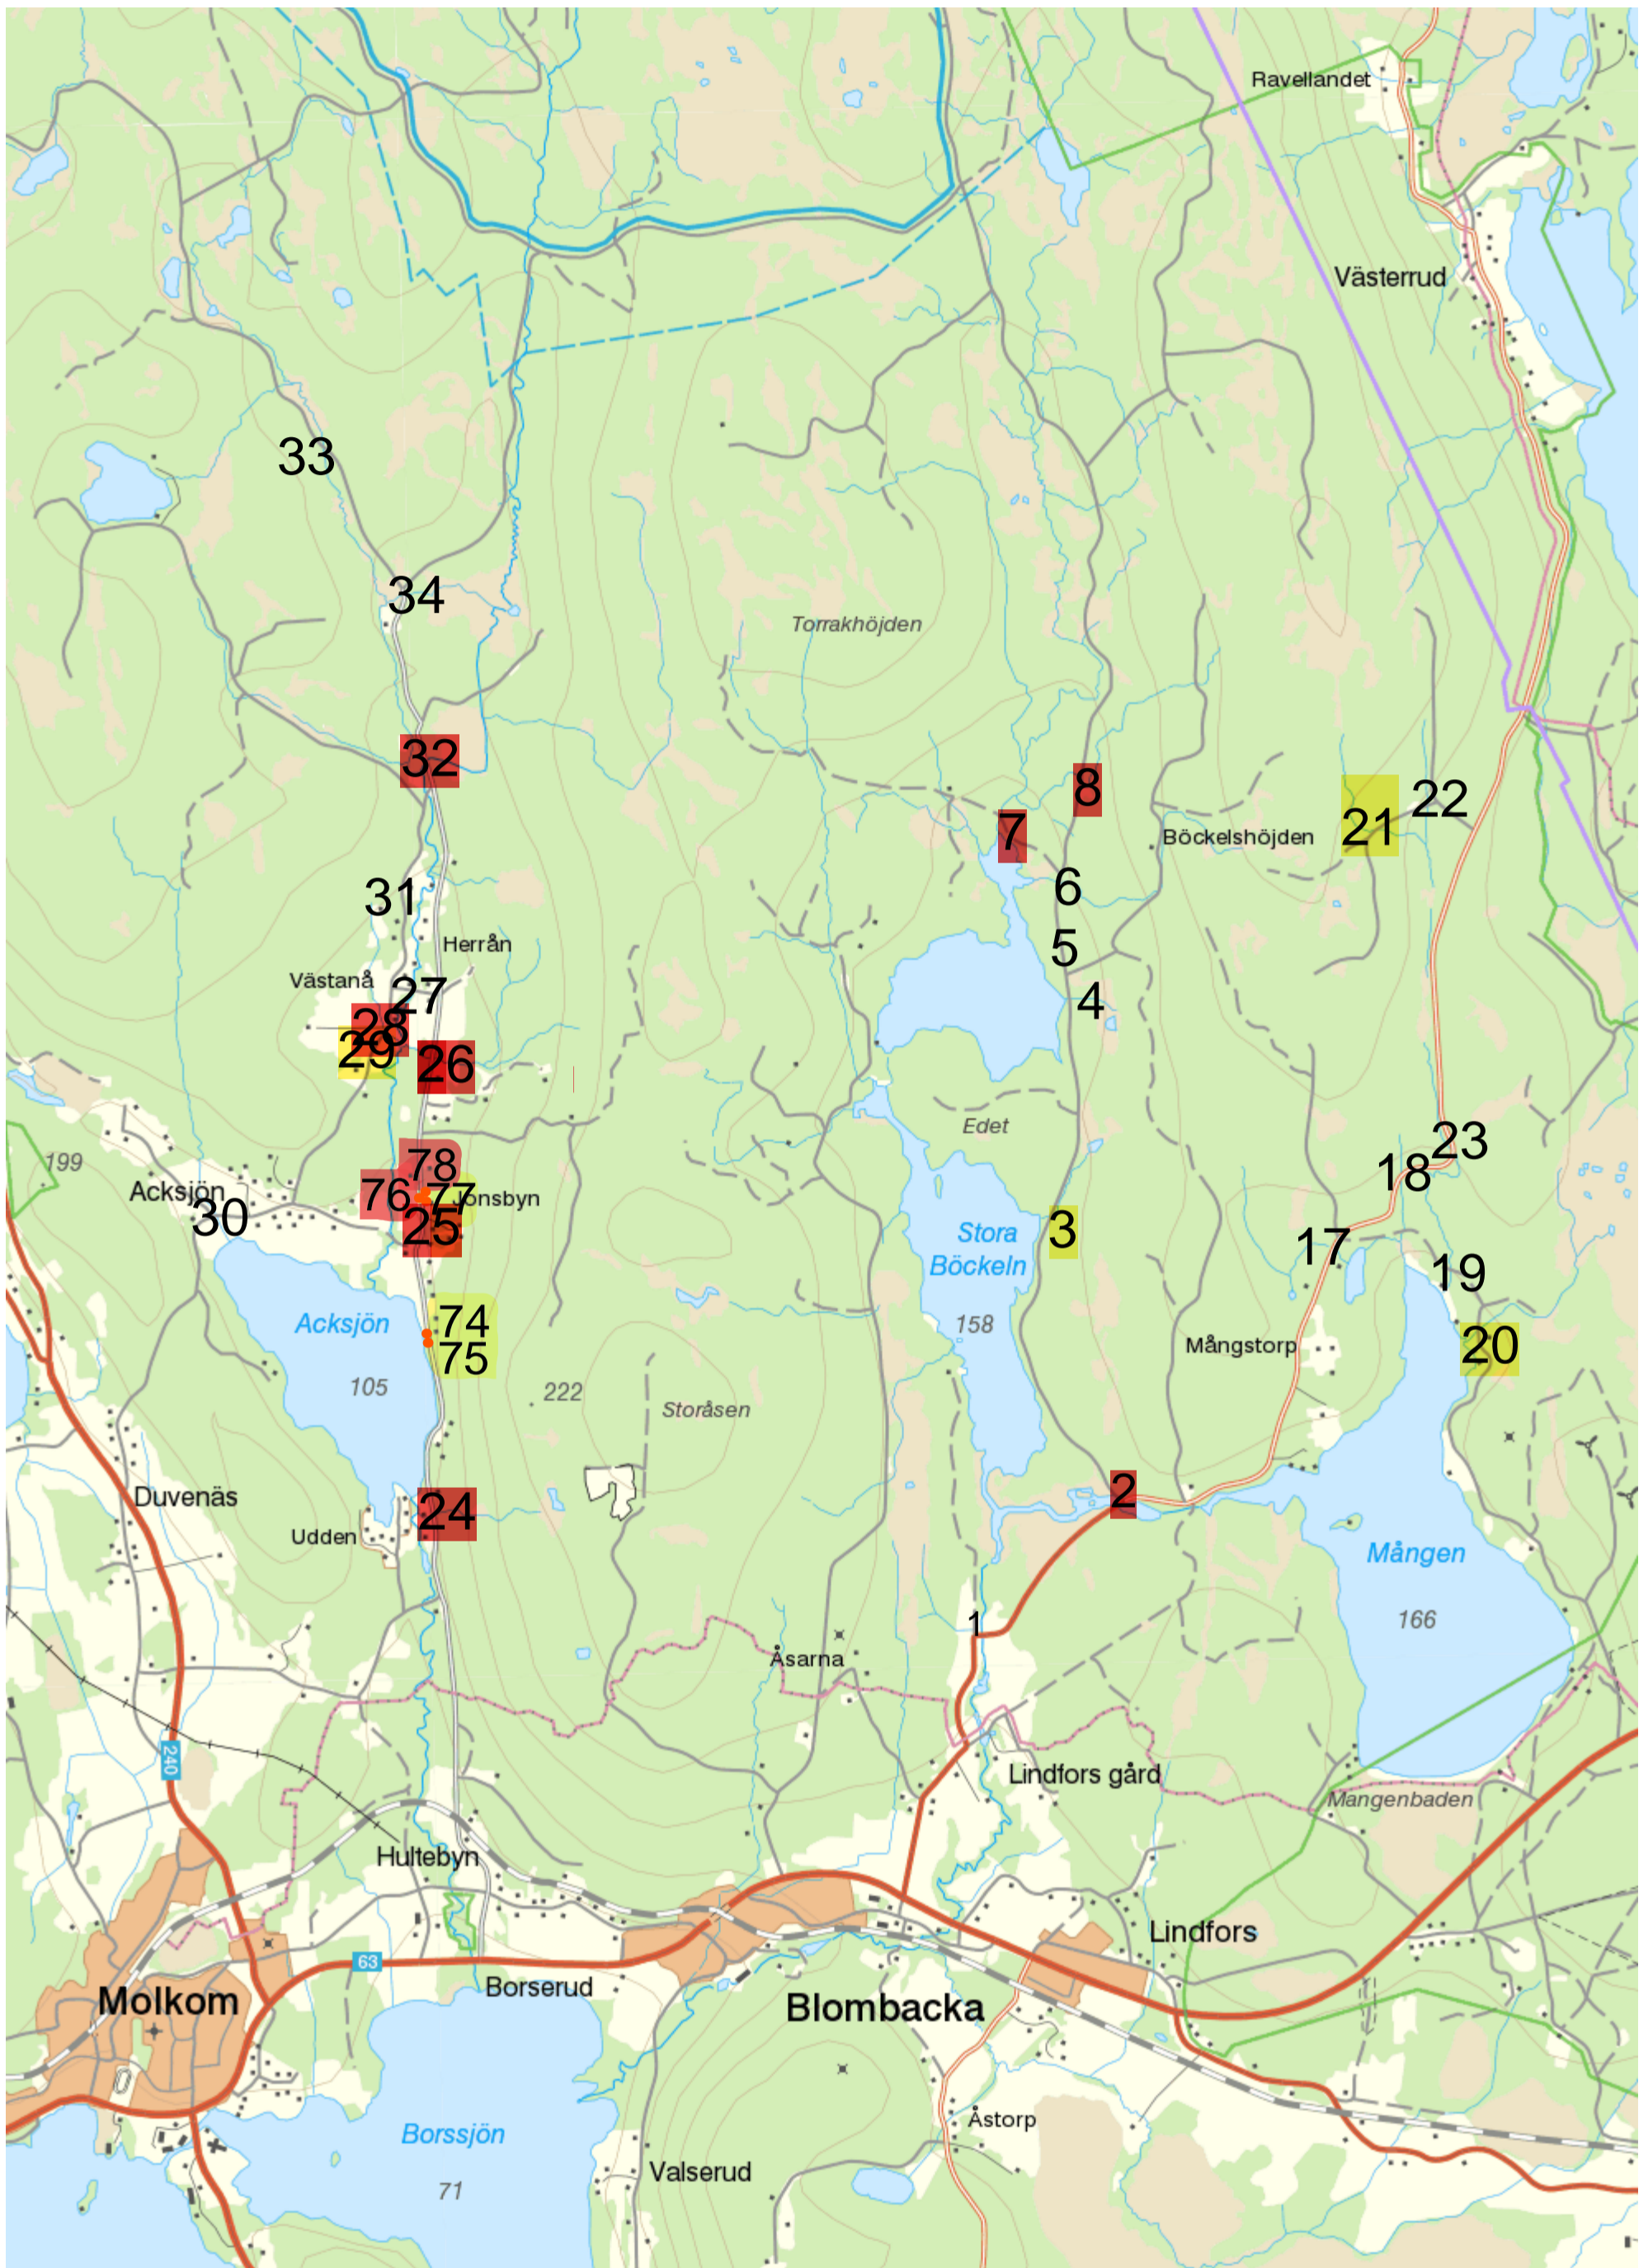 Ravellandet
Västerrud
33
34
Torrakhöjden
32
8
22
7
21
Böckelshöjden
6
31
Herrån
5
Västanå
27
4
28
29
26
Edet
23
199
78
18
Acksjön
76
77
Jonsbyn
30
25
3
Stora
Böckeln
17
19
Acksjön
74
158
75
Mångstorp
20
105
222
Storåsen
Duvenäs
2
24
Udden
Mången
1
166
Åsarna
240
Lindfors gård
Mangenbaden
Hultebyn
Lindfors
63
Borserud
Molkom
Blombacka
Åstorp
Borssjön
Valserud
71